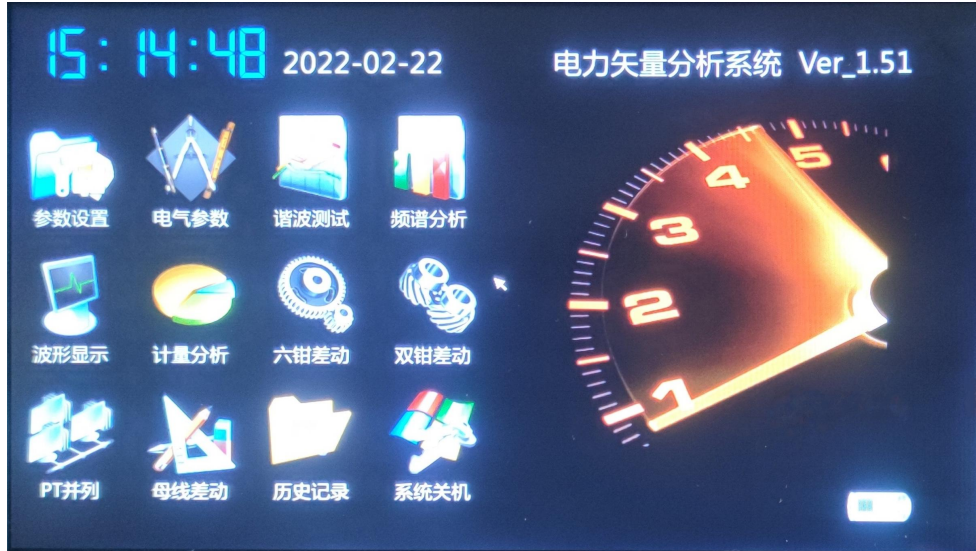 15:14:48 2022-02-22
电力矢量分析系统 Ver_1.51
参数设置 电气参数 谐波测试 频谱分析
波形显示 计量分析 六钳差动 双钳差动
PT并列 母线差动 历史记录 系统关机
1
2
3
4
5